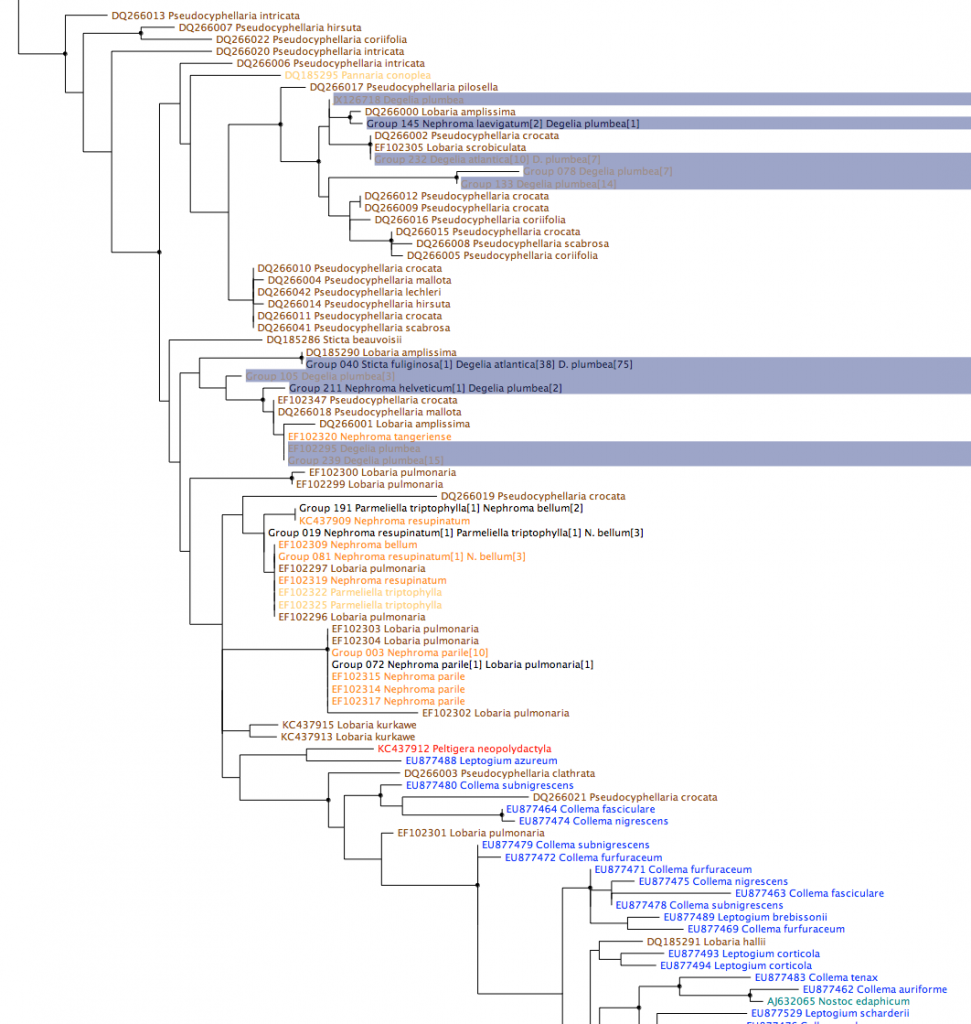 DQ266013 Pseudocyphellaria intricata
DQ266007 Pseudocyphellaria hirsuta
DQ266022 Pseudocyphellaria coriifolia
DQ266020 Pseudocyphellaria intricata
DQ266006 Pseudocyphellaria intricata
DQ185295 Pannaria conoplea
DQ266017 Pseudocyphellaria pilosella
JX126718 Degelia plumbea
DQ266000 Lobaria amplissima
Group 145 Nephroma laevigatum[2] Degelia plumbea[1]
DQ266002 Pseudocyphellaria crocata
EF102305 Lobaria scrobiculata
Group 232 Degelia atlantica[10] D. plumbea[7]
Group 078 Degelia plumbea[7]
Group 133 Degelia plumbea[14]
DQ266012 Pseudocyphellaria crocata
DQ266009 Pseudocyphellaria crocata
DQ266016 Pseudocyphellaria coriifolia
DQ266015 Pseudocyphellaria crocata
DQ266008 Pseudocyphellaria scabrosa
DQ266005 Pseudocyphellaria coriifolia
DQ266010 Pseudocyphellaria crocata
DQ266004 Pseudocyphellaria mallota
DQ266042 Pseudocyphellaria lechleri
DQ266014 Pseudocyphellaria hirsuta
DQ266011 Pseudocyphellaria crocata
DQ266041 Pseudocyphellaria scabrosa
DQ185286 Sticta beauvoisii
DQ185290 Lobaria amplissima
Group 040 Sticta fuliginosa[1] Degelia atlantica[38] D. plumbea[75]
Group 105 Degelia plumbea[3]
Group 211 Nephroma helveticum[1] Degelia plumbea[2]
EF102347 Pseudocyphellaria crocata
DQ266018 Pseudocyphellaria mallota
DQ266001 Lobaria amplissima
EF102320 Nephroma tangeriense
EF102295 Degelia plumbea
Group 239 Degelia plumbea[15]
EF102300 Lobaria pulmonaria
EF102299 Lobaria pulmonaria
DQ266019 Pseudocyphellaria crocata
Group 191 Parmeliella triptophylla[1] Nephroma bellum[2]
KC437909 Nephroma resupinatum
Group 019 Nephroma resupinatum[1] Parmeliella triptophylla[1] N. bellum[3]
EF102309 Nephroma bellum
Group 081 Nephroma resupinatum[1] N. bellum[3]
EF102297 Lobaria pulmonaria
EF102319 Nephroma resupinatum
EF102322 Parmeliella triptophylla
EF102325 Parmeliella triptophylla
EF102296 Lobaria pulmonaria
EF102303 Lobaria pulmonaria
EF102304 Lobaria pulmonaria
Group 003 Nephroma parile[10]
Group 072 Nephroma parile[1] Lobaria pulmonaria[1]
EF102315 Nephroma parile
EF102314 Nephroma parile
EF102317 Nephroma parile
EF102302 Lobaria pulmonaria
KC437915 Lobaria kurkawe
KC437913 Lobaria kurkawe
KC437912 Peltigera neopolydactyla
EU877488 Leptogium azureum
DQ266003 Pseudocyphellaria clathrata
EU877480 Collema subnigrescens
DQ266021 Pseudocyphellaria crocata
EU877464 Collema fasciculare
EU877474 Collema nigrescens
EF102301 Lobaria pulmonaria
EU877479 Collema subnigrescens
EU877472 Collema furfuraceum
EU877471 Collema furfuraceum
EU877475 Collema nigrescens
EU877463 Collema fasciculare
EU877478 Collema subnigrescens
EU877489 Leptogium brebissonii
EU877469 Collema furfuraceum
DQ185291 Lobaria hallii
EU877493 Leptogium corticola
EU877494 Leptogium corticola
EU877483 Collema tenax
EU877462 Collema auriforme
AJ632065 Nostoc edaphicum
EU877529 Leptogium scharderii